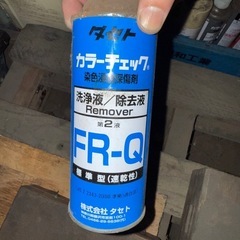 タセト
カラーチェック®
染色浸透探傷剤
洗浄液／除去液
Remover
第2液
FR-Q
標準型(速乾性)
株式会社 タセト